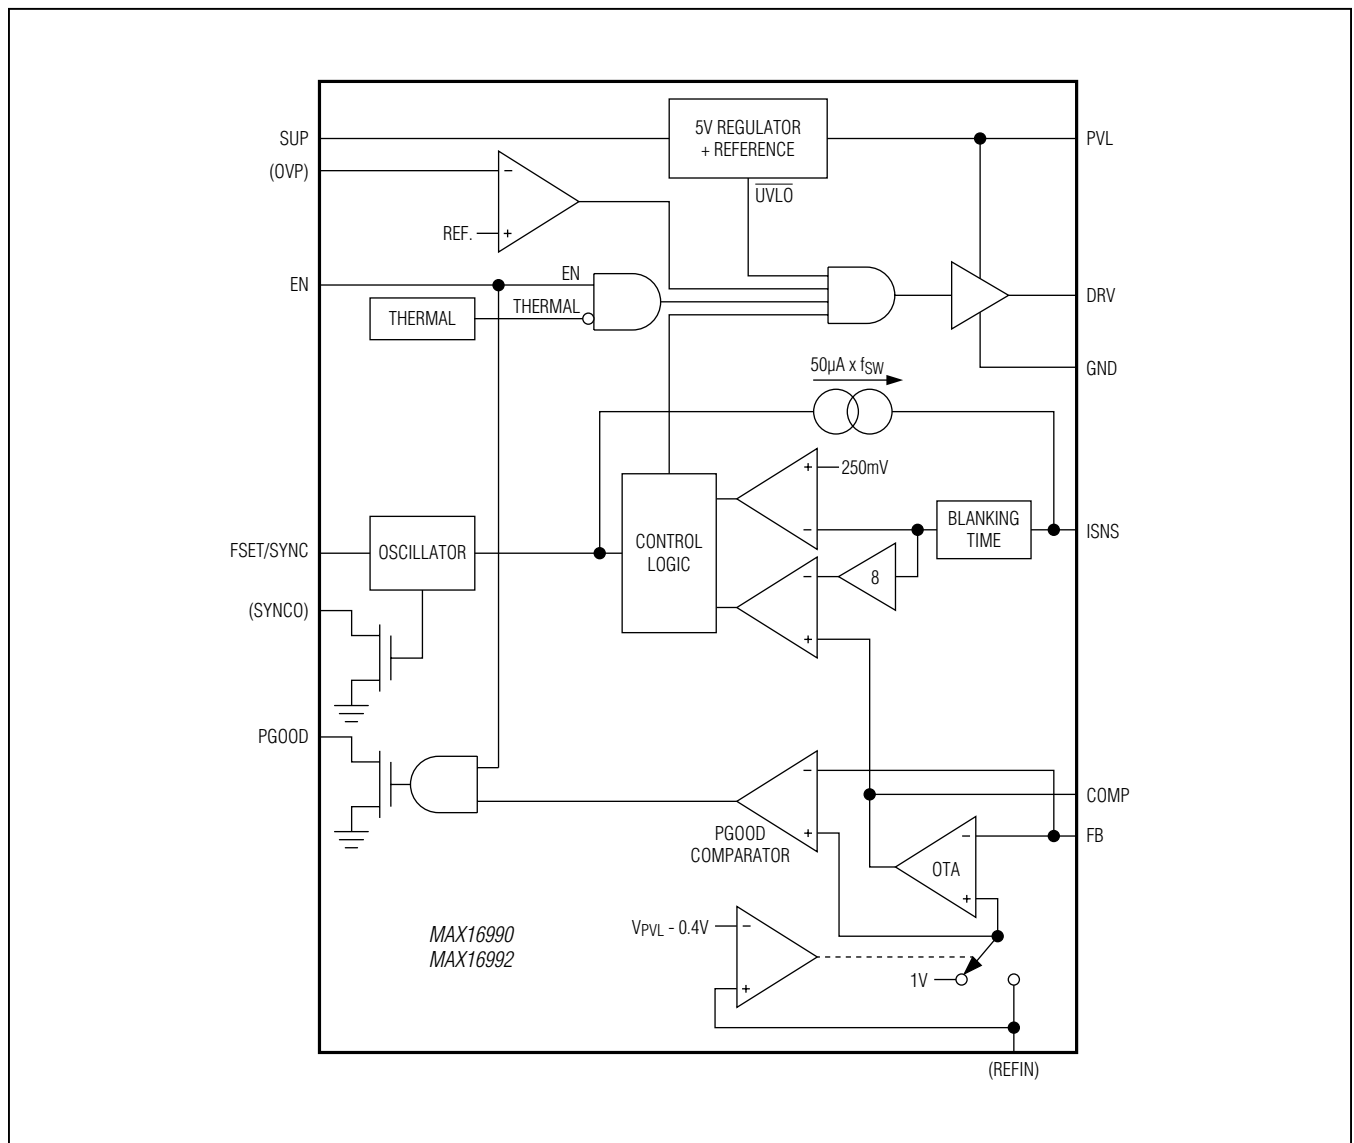 5V REGULATOR
+ REFERENCE
SUP
PVL
(OVP)
−
UVLO
REF.
+
EN
EN
THERMAL
THERMAL
DRV
GND
50µA x fSW
+
250mV
−
BLANKING
TIME
ISNS
FSET/SYNC
OSCILLATOR
CONTROL
LOGIC
−
8
(SYNCO)
+
PGOOD
−
COMP
+
PGOOD
COMPARATOR
−
FB
OTA
+
MAX16990
MAX16992
VPVL - 0.4V
−
+
1V
(REFIN)